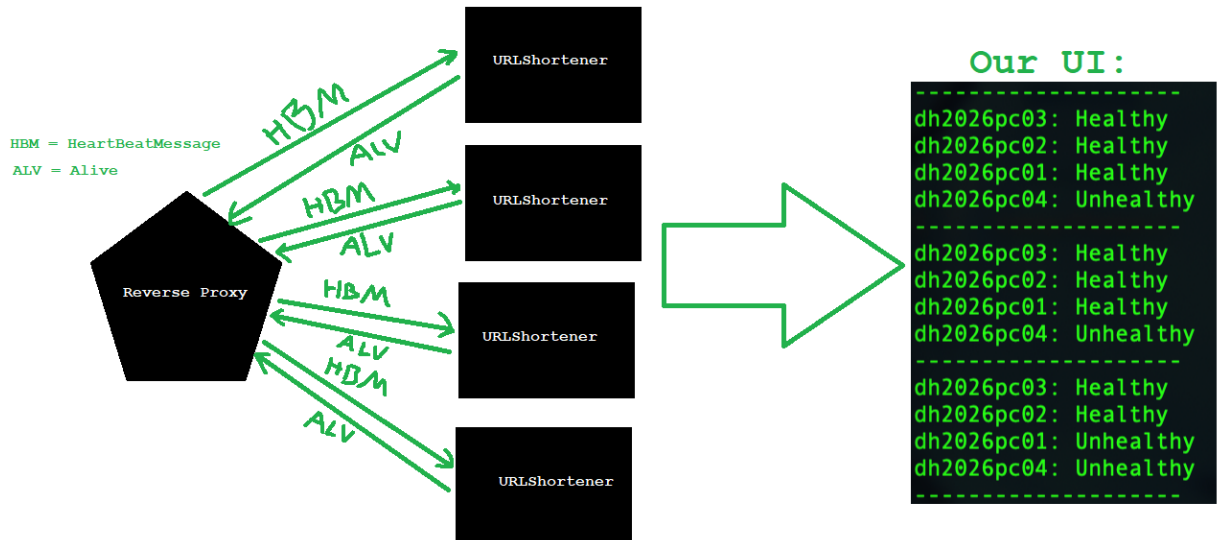 HBM = HeartBeatMessage
ALV = Alive
Reverse Proxy
HBM
ALV
HBM
ALV
HBM
ALV
HBM
ALV
URLShortener
URLShortener
URLShortener
URLShortener
Our UI:
---------------------
dh2026pc03: Healthy
dh2026pc02: Healthy
dh2026pc01: Healthy
dh2026pc04: Unhealthy
---------------------
dh2026pc03: Healthy
dh2026pc02: Healthy
dh2026pc01: Healthy
dh2026pc04: Unhealthy
---------------------
dh2026pc03: Healthy
dh2026pc02: Healthy
dh2026pc01: Unhealthy
dh2026pc04: Unhealthy
---------------------